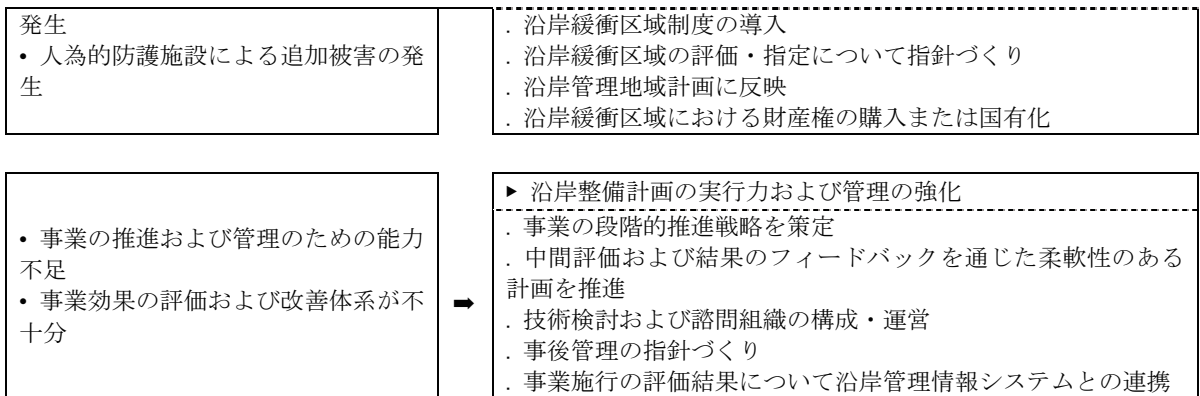 発生
• 人為的防護施設による追加被害の発
生
. 沿岸緩衝区域制度の導入
. 沿岸緩衝区域の評価・指定について指針づくり
. 沿岸管理地域計画に反映
. 沿岸緩衝区域における財産権の購入または国有化
• 事業の推進および管理のための能力
不足
• 事業効果の評価および改善体系が不
十分
➡
▶ 沿岸整備計画の実行力および管理の強化
. 事業の段階的推進戦略を策定
. 中間評価および結果のフィードバックを通じた柔軟性のある
計画を推進
. 技術検討および諮問組織の構成・運営
. 事後管理の指針づくり
. 事業施行の評価結果について沿岸管理情報システムとの連携